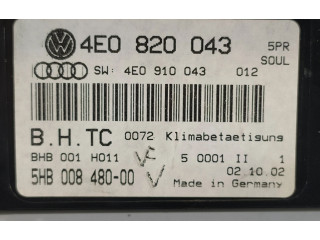 4E0 820 043 5PR
SOUL
SW: 4E0 910 043 012
B.H.TC 0072 Klimabetaetigung
BHB 001 H011 5 0001 II 1
5HB 008 480-00 02.10.02
Made in Germany